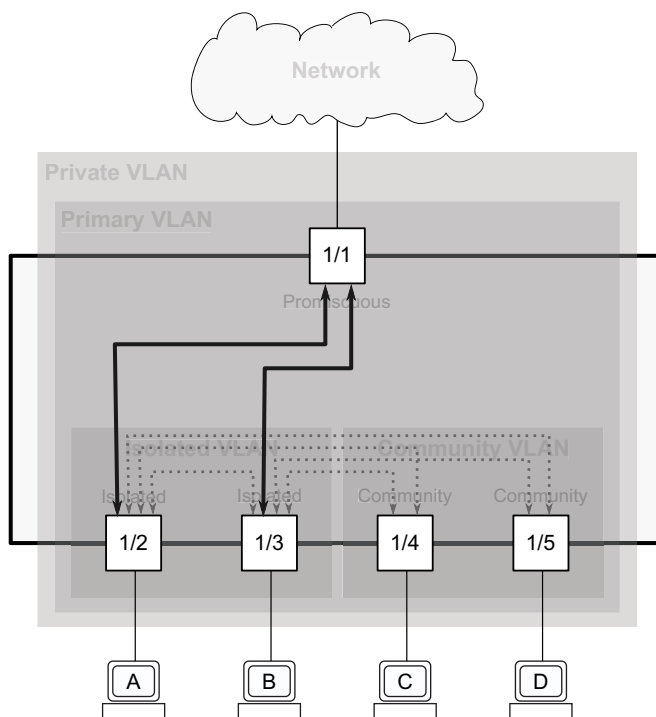 Network
Private VLAN
Primary VLAN
1/1
Promiscuous
Isolated VLAN
Community VLAN
Isolated
Isolated
Community
Community
1/2
1/3
1/4
1/5
A
B
C
D